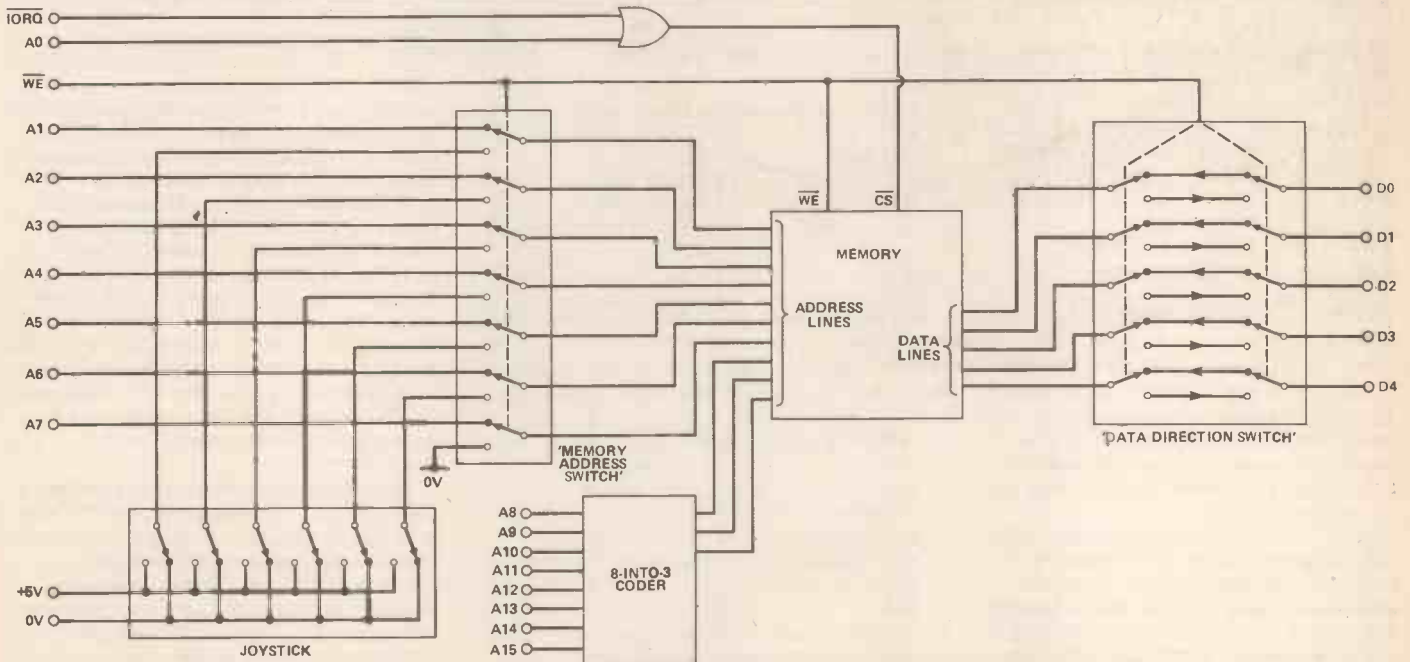 IORQ
A0
WE
A1
A2
A3
A4
A5
A6
A7
'MEMORY
ADDRESS
SWITCH'
0V
WE
CS
MEMORY
ADDRESS
LINES
DATA
LINES
D0
D1
D2
D3
D4
'DATA DIRECTION SWITCH'
A8
A9
A10
A11
A12
A13
A14
A15
8-INTO-3
CODER
+5V
0V
JOYSTICK